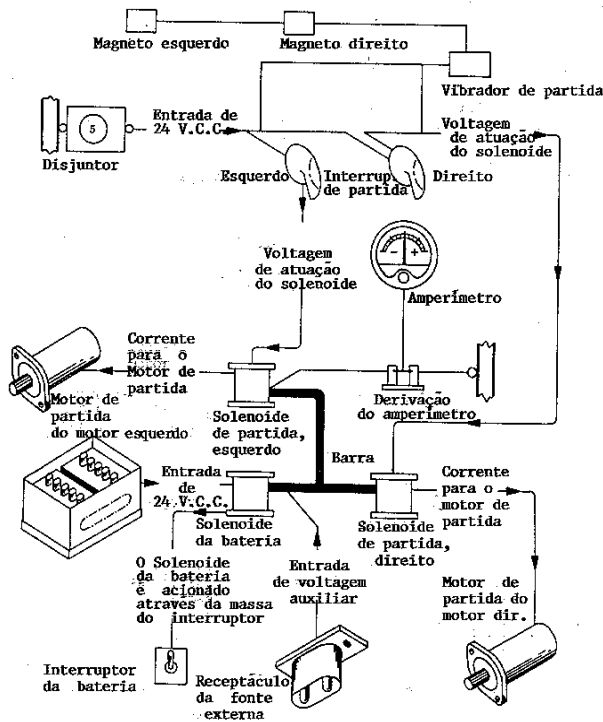 Magneto esquerdo
Magneto direito
Vibrador de partida
Entrada de
24 V.C.C.
5
Disjuntor
Voltagem
de atuação
do solenoide
Esquerdo
Interrup
de partida
Direito
Voltagem
de atuação
do solenoide
- +
Amperímetro
Corrente
para o
Motor de
partida
Motor de
partida
do motor esquerdo
Solenoide
de partida,
esquerdo
Derivação
do amperímetro
Barra
Entrada
de
24 V.C.C.
Solenoide
da bateria
Solenoide
de partida,
direito
Corrente
para o
motor de
partida
O Solenoide
da bateria
é acionado
através da massa
do interruptor
Entrada
de voltagem
auxiliar
Motor de
partida do
motor dir.
Interruptor
da bateria
Receptáculo
da fonte
externa